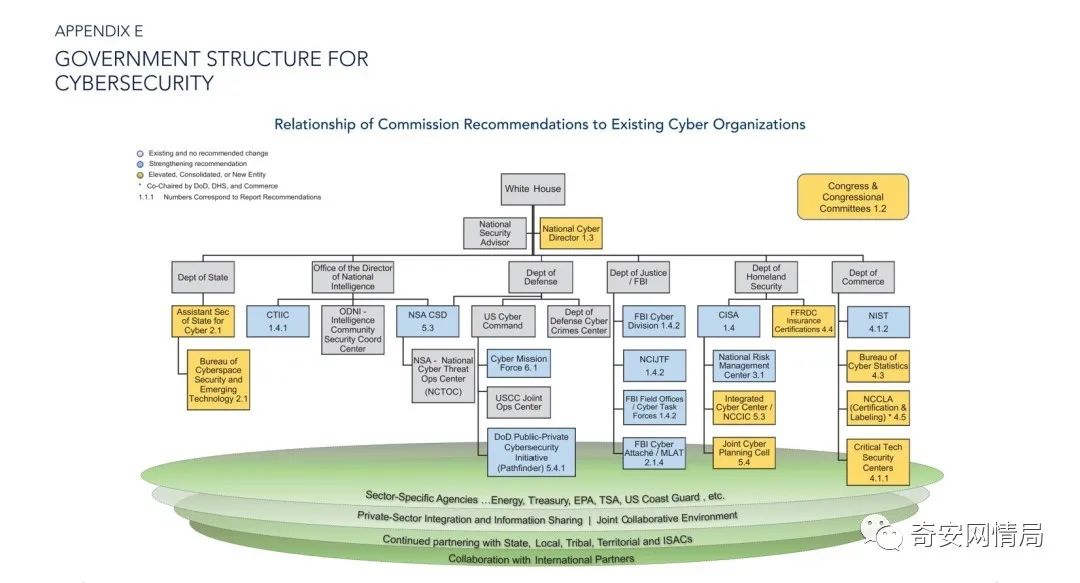 APPENDIX E
GOVERNMENT STRUCTURE FOR
CYBERSECURITY
Relationship of Commission Recommendations to Existing Cyber Organizations
Existing and no recommended change
Strengthening recommendation
Elevated, Consolidated, or New Entity
* Co-Chaired by DoD, DHS, and Commerce
1.1.1 Numbers Correspond to Report Recommendations
White House
Congress &
Congressional
Committees 1.2
National
Security
Advisor
National Cyber
Director 1.3
Dept of State
Office of the Director
of National
Intelligence
Dept of
Defense
Dept of Justice
/ FBI
Dept of
Homeland
Security
Dept of
Commerce
Assistant Sec
of State for
Cyber 2.1
CTIIC
1.4.1
ODNI -
Intelligence
Community
Security Coord
Center
NSA CSD
5.3
US Cyber
Command
Dept of
Defense Cyber
Crimes Center
FBI Cyber
Division 1.4.2
CISA
1.4
FFRDC
Insurance
Certifications 4.4
NIST
4.1.2
Bureau of
Cyberspace
Security and
Emerging
Technology 2.1
NSA - National
Cyber Threat
Ops Center
(NCTOC)
Cyber Mission
Force 6.1
NCIJTF
1.4.2
National Risk
Management
Center 3.1
Bureau of
Cyber Statistics
4.3
USCC Joint
Ops Center
FBI Field Offices
/ Cyber Task
Forces 1.4.2
Integrated
Cyber Center /
NCCIC 5.3
NCCLA
(Certification &
Labeling) * 4.5
DoD Public-Private
Cybersecurity
Initiative
(Pathfinder) 5.4.1
FBI Cyber
Attaché / MLAT
2.1.4
Joint Cyber
Planning Cell
5.4
Critical Tech
Security
Centers
4.1.1
Sector-Specific Agencies ...Energy, Treasury, EPA, TSA, US Coast Guard , etc.
Private-Sector Integration and Information Sharing | Joint Collaborative Environment
Continued partnering with State, Local, Tribal, Territorial and ISACs
Collaboration with International Partners
奇安网情局